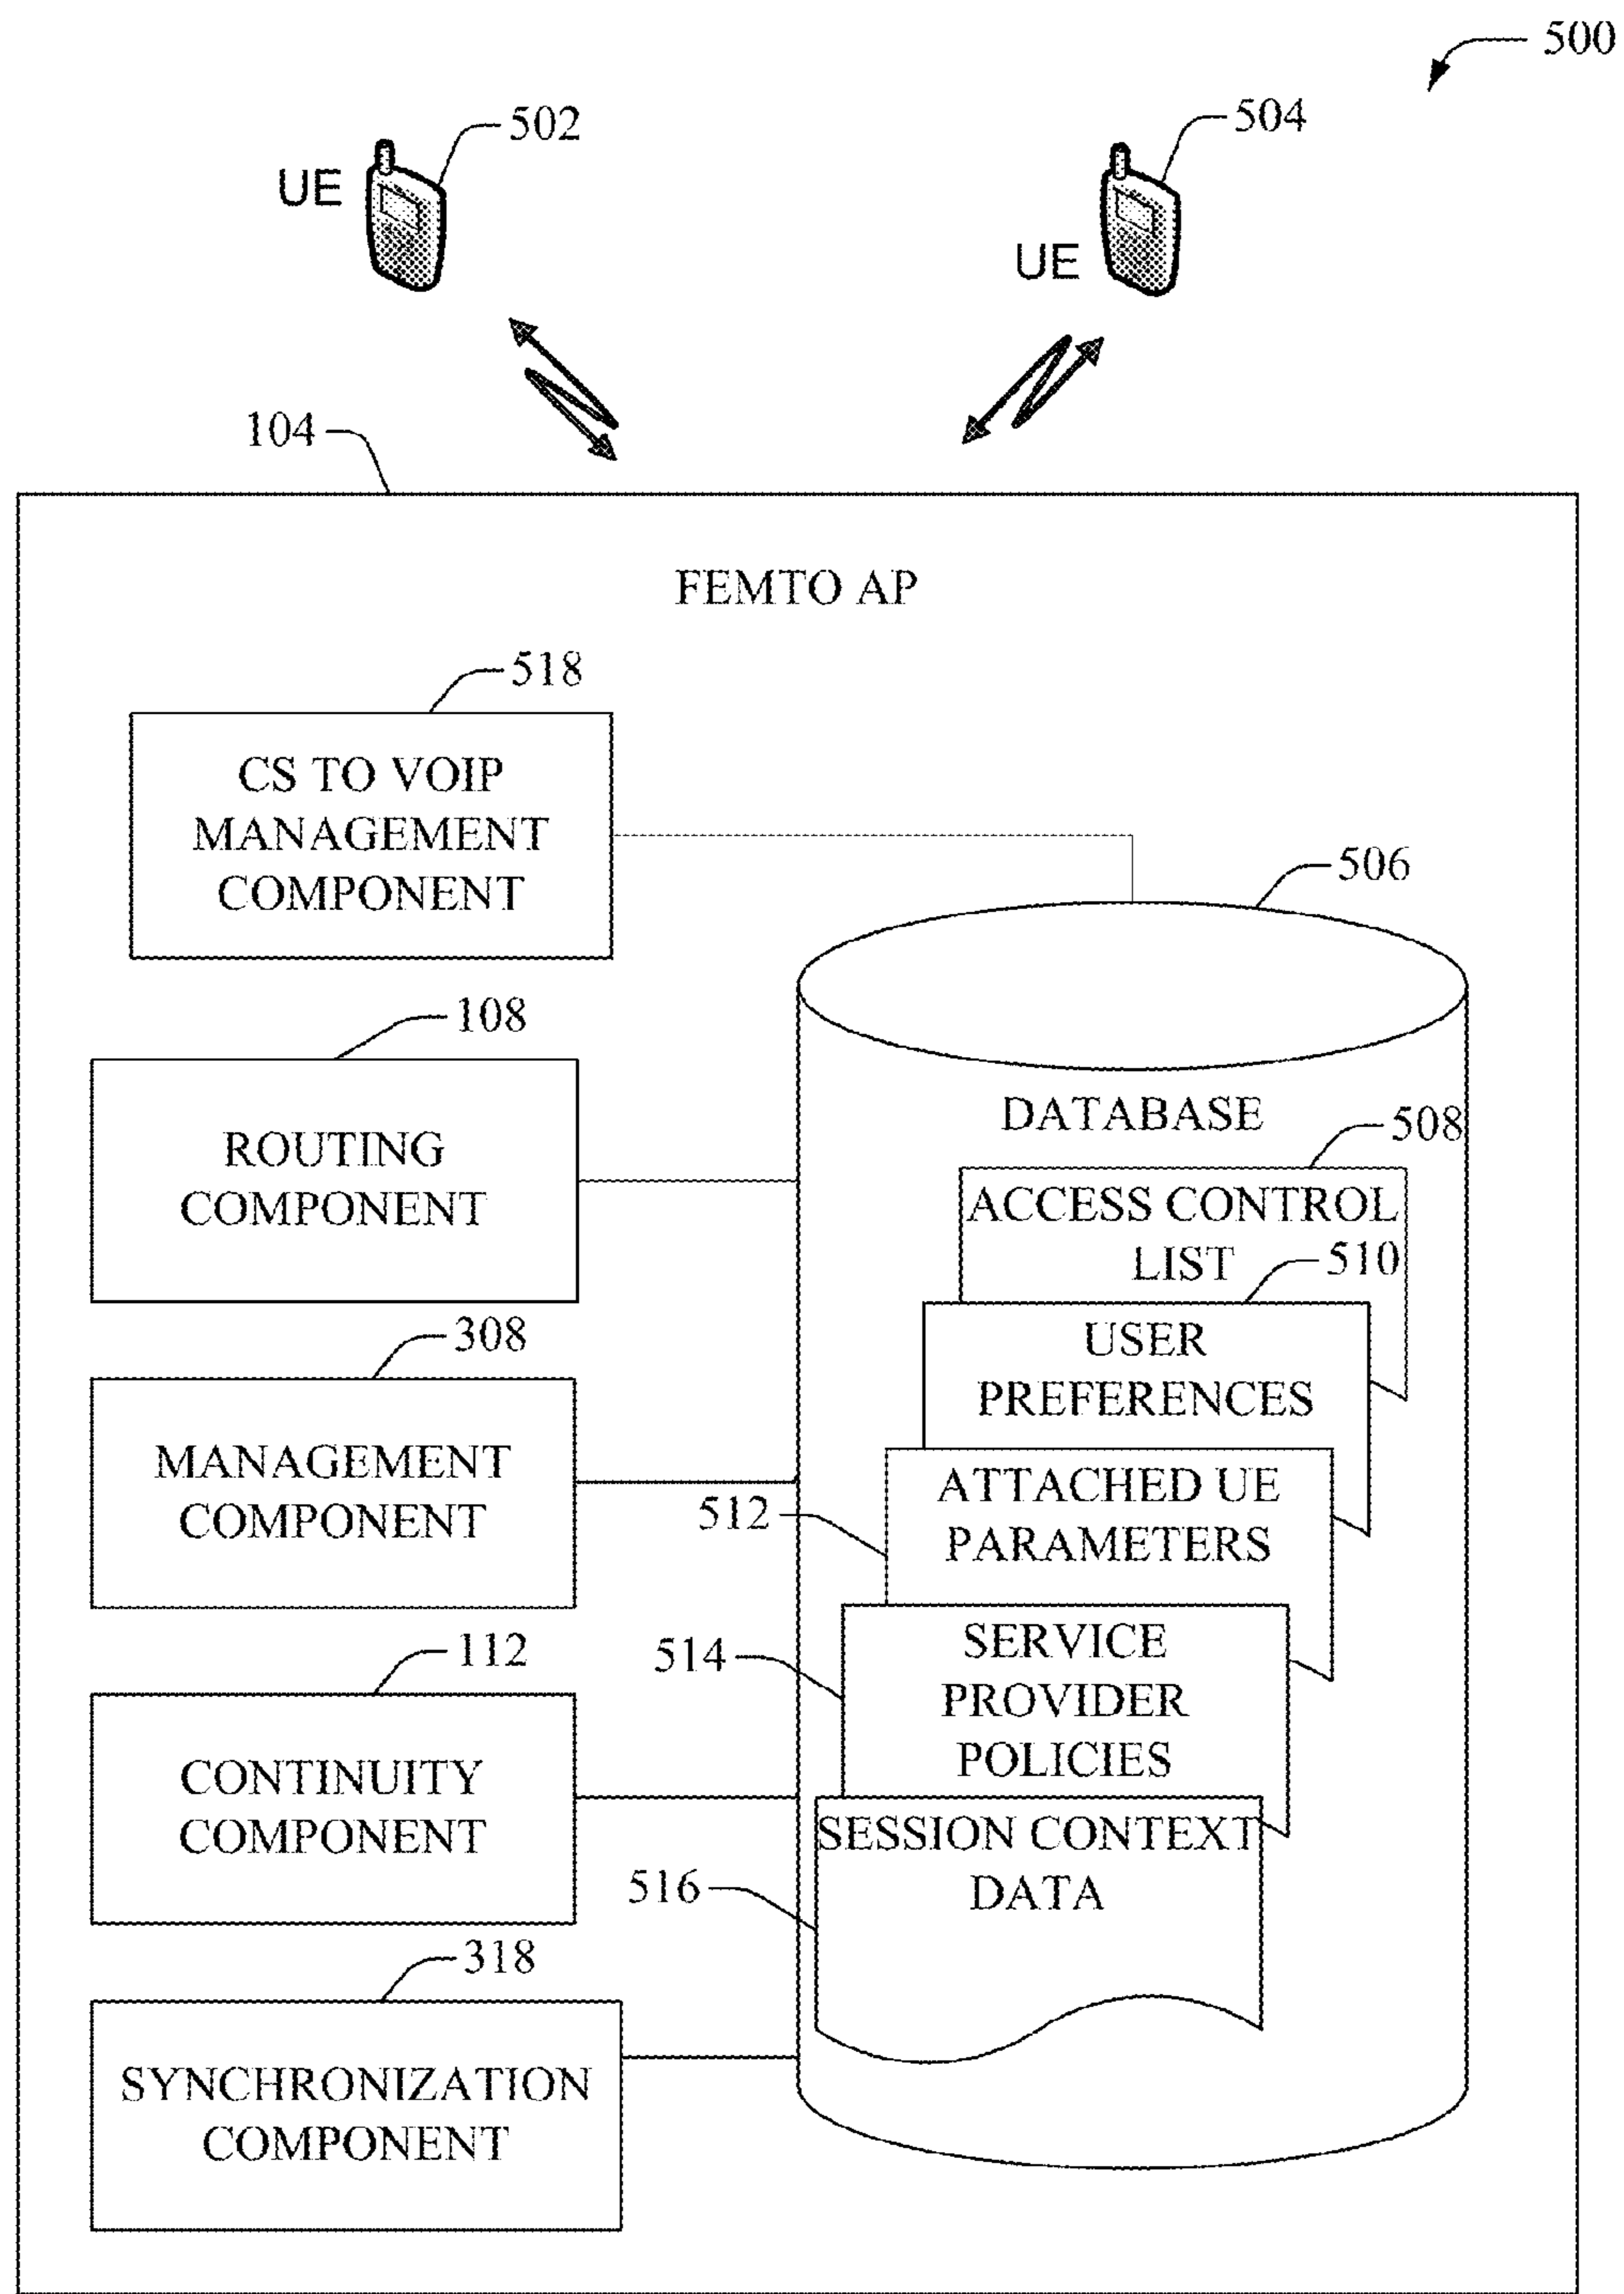 500
502
504
UE
UE
104
FEMTO AP
518
CS TO VOIP
MANAGEMENT
COMPONENT
506
108
ROUTING
COMPONENT
DATABASE
508
ACCESS CONTROL
LIST
510
USER
PREFERENCES
308
MANAGEMENT
COMPONENT
512
ATTACHED UE
PARAMETERS
112
CONTINUITY
COMPONENT
514
SERVICE
PROVIDER
POLICIES
516
SESSION CONTEXT
DATA
318
SYNCHRONIZATION
COMPONENT